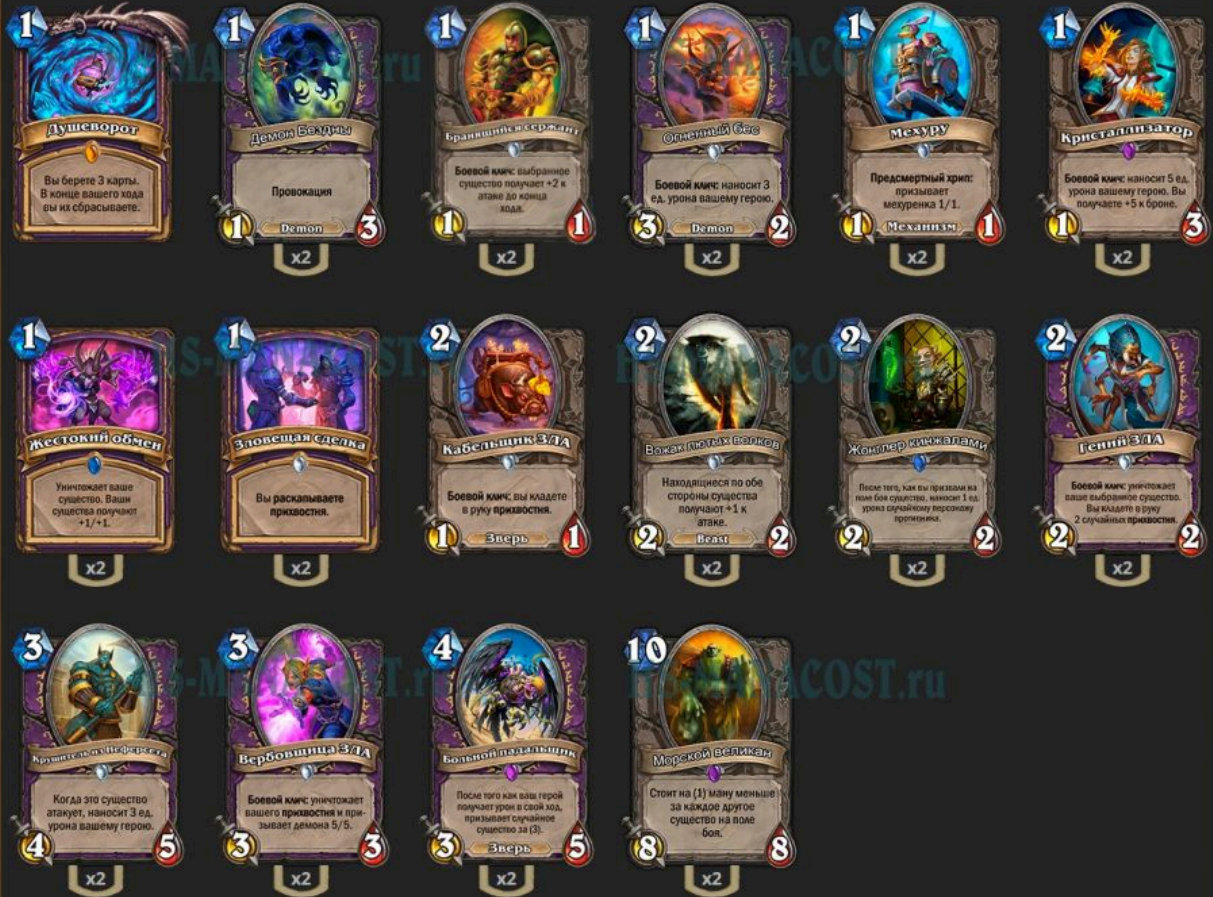 1
Душеворот
Вы берете 3 карты.
В конце вашего хода
вы их сбрасываете.
1
Демон Бездны
Провокация
1
Demon
3
x2
1
Бранящийся сержант
Боевой клич: выбранное
существо получает +2 к
атаке до конца
хода.
1
1
x2
1
Огненный бес
Боевой клич: наносит 3
ед. урона вашему герою.
3
Demon
2
x2
1
Мехуру
Предсмертный хрип:
призывает
мехуренка 1/1.
1
Механизм
1
x2
1
Кристаллизатор
Боевой клич: наносит 5 ед.
урона вашему герою. Вы
получаете +5 к броне.
1
3
x2
1
Жестокий обмен
Уничтожает ваше
существо. Ваши
существа получают
+1/+1.
x2
1
Зловещая сделка
Вы раскапываете
прихвостня.
x2
2
Кабельщик ЗЛА
Боевой клич: вы кладете
в руку прихвостня.
1
Зверь
1
2
Вожак лютых волков
Находящиеся по обе
стороны существа
получают +1 к
атаке.
2
Beast
2
x2
2
Жонглер кинжалами
После того, как вы призвали на
поле боя существо, наносит 1 ед.
урона случайному персонажу
противника.
2
2
x2
2
Гений ЗЛА
Боевой клич: уничтожает
ваше выбранное существо.
Вы кладете в руку
2 случайных прихвостня.
2
2
x2
3
Крушитель из Неферсета
Когда это существо
атакует, наносит 3 ед.
урона вашему герою.
4
5
x2
3
Вербовщица ЗЛА
Боевой клич: уничтожает
вашего прихвостня и при-
зывает демона 5/5.
3
3
x2
4
Больной падальщик
После того как ваш герой
получает урон в свой ход,
призывает случайное
существо за (3).
3
Зверь
5
x2
10
Морской великан
Стоит на (1) ману меньше
за каждое другое
существо на поле
боя.
8
8
x2
HS-MANACOST.ru